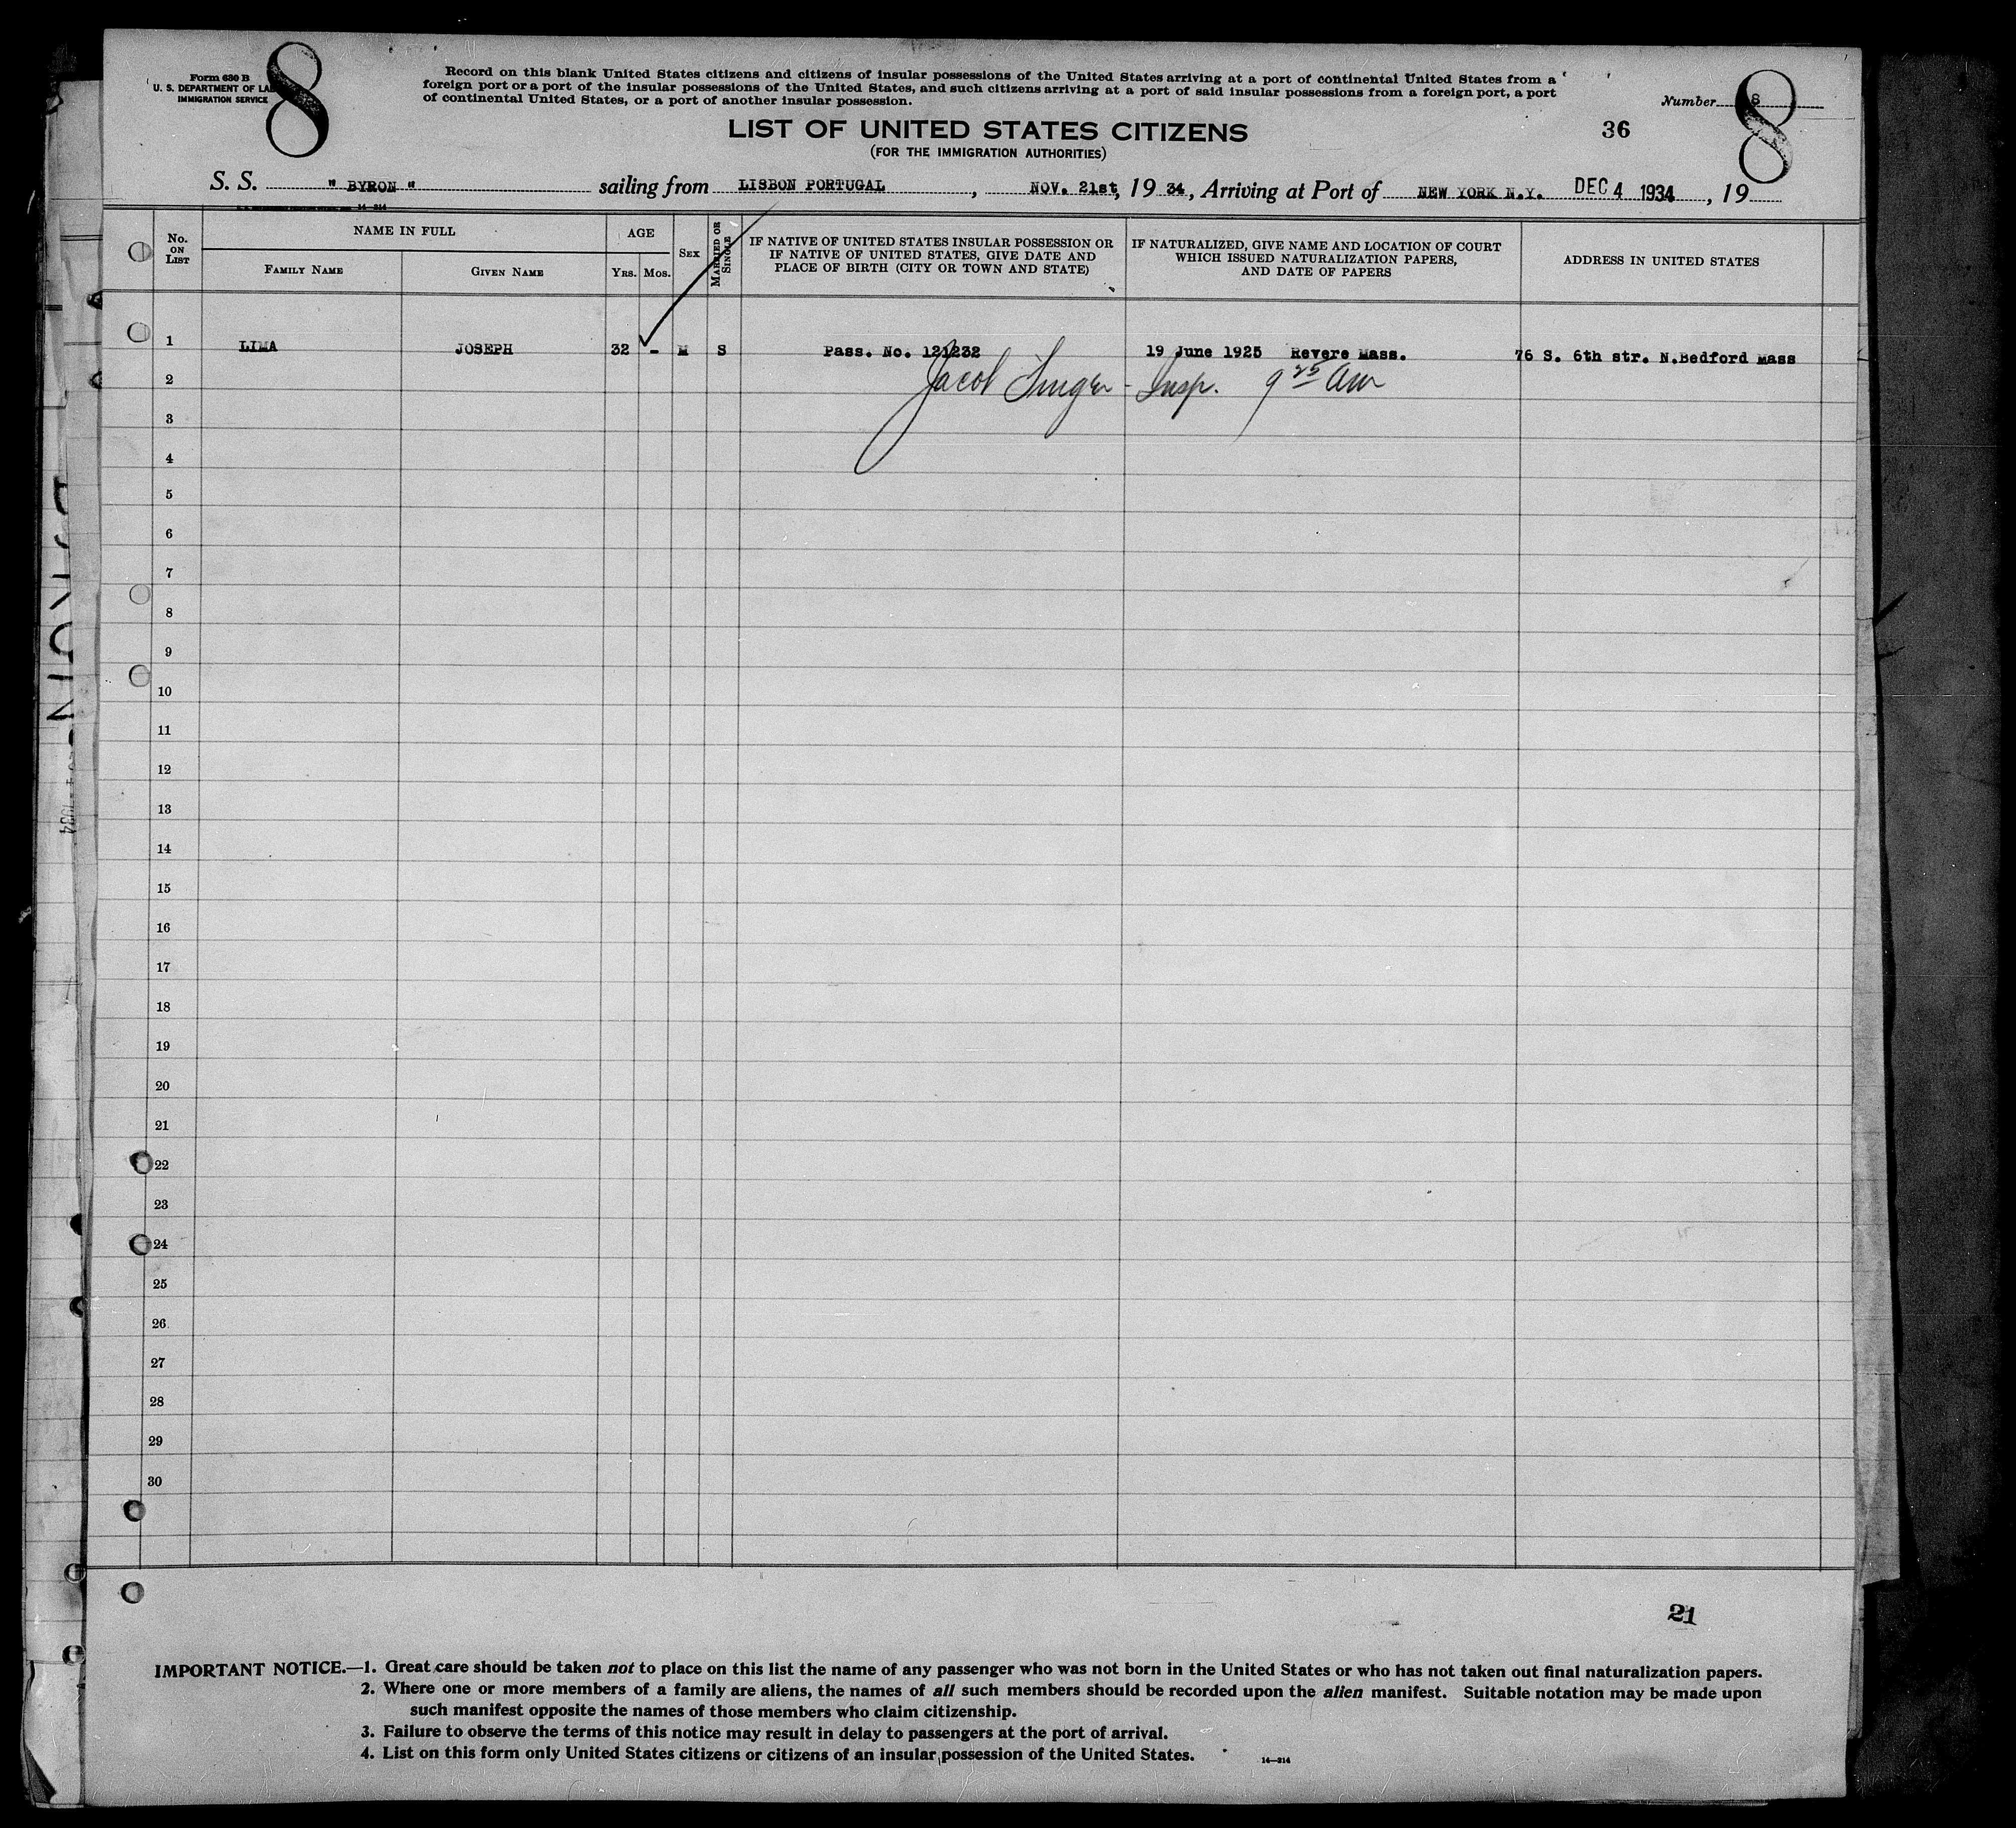 Form 630 B
U. S. DEPARTMENT OF LA
IMMIGRATION SERVICE
8
Record on this blank United States citizens and citizens of insular possessions of the United States arriving at a port of continental United States from a
foreign port or a port of the insular possessions of the United States, and such citizens arriving at a port of said insular possessions from a foreign port, a port
of continental United States, or a port of another insular possession.
Number 8
8
LIST OF UNITED STATES CITIZENS
36
(FOR THE IMMIGRATION AUTHORITIES)
S. S. " BYRON " sailing from LISBON PORTUGAL , NOV. 21st, 19 34, Arriving at Port of NEW YORK N.Y. DEC 4 1934 , 19
14-214
No. ON LIST
NAME IN FULL
FAMILY NAME
GIVEN NAME
AGE
YRS. MOS.
SEX
MARRIED OR SINGLE
IF NATIVE OF UNITED STATES INSULAR POSSESSION OR
IF NATIVE OF UNITED STATES, GIVE DATE AND
PLACE OF BIRTH (CITY OR TOWN AND STATE)
IF NATURALIZED, GIVE NAME AND LOCATION OF COURT
WHICH ISSUED NATURALIZATION PAPERS,
AND DATE OF PAPERS
ADDRESS IN UNITED STATES
1 LIMA JOSEPH 32 - M S Pass. No. 121232 19 June 1925 Revere Mass. 76 S. 6th str. N.Bedford Mass
2 Jacob Singer - Insp. 9 25 am
3
4
5
6
7
8
9
10
11
12
13
14
15
16
17
18
19
20
21
22
23
24
25
26
27
28
29
30
21
IMPORTANT NOTICE.—1. Great care should be taken not to place on this list the name of any passenger who was not born in the United States or who has not taken out final naturalization papers.
2. Where one or more members of a family are aliens, the names of all such members should be recorded upon the alien manifest. Suitable notation may be made upon
such manifest opposite the names of those members who claim citizenship.
3. Failure to observe the terms of this notice may result in delay to passengers at the port of arrival.
4. List on this form only United States citizens or citizens of an insular possession of the United States.
14—214